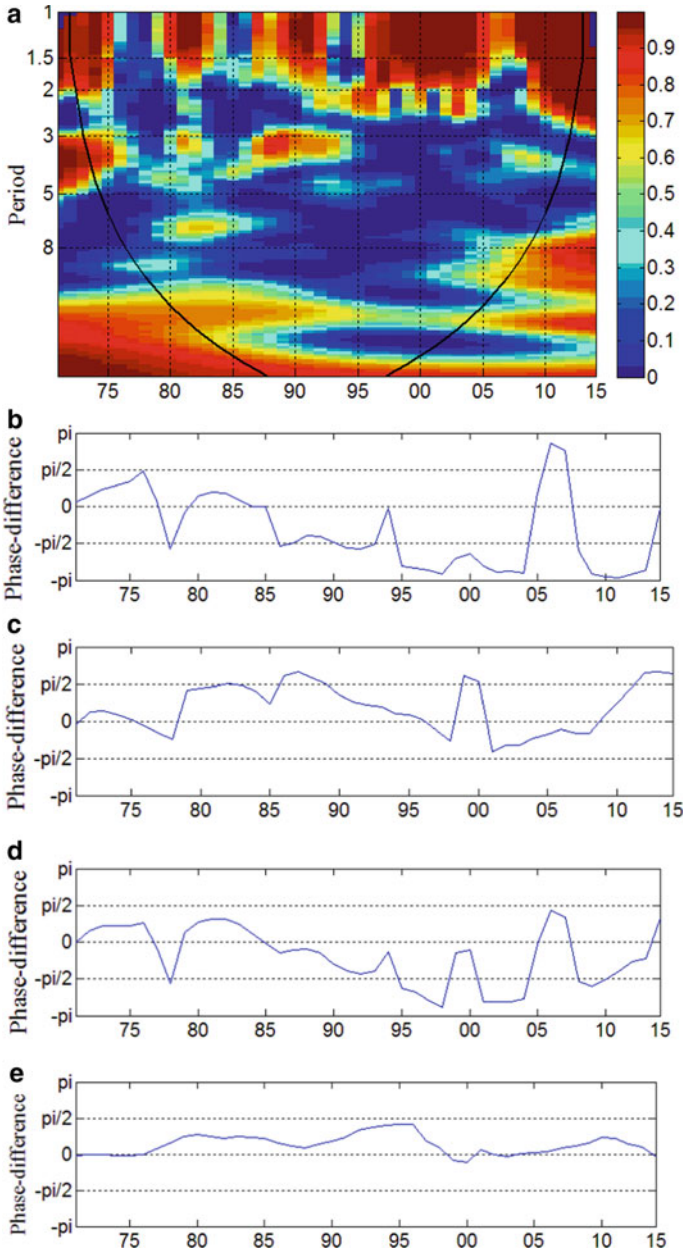 a
1
1.5
2
3
5
8
Period
75 80 85 90 95 00 05 10 15
0.9
0.8
0.7
0.6
0.5
0.4
0.3
0.2
0.1
0
b
pi
pi/2
0
-pi/2
-pi
Phase-difference
75 80 85 90 95 00 05 10 15
c
pi
pi/2
0
-pi/2
-pi
Phase-difference
75 80 85 90 95 00 05 10 15
d
pi
pi/2
0
-pi/2
-pi
Phase-difference
75 80 85 90 95 00 05 10 15
e
pi
pi/2
0
-pi/2
-pi
Phase-difference
75 80 85 90 95 00 05 10 15